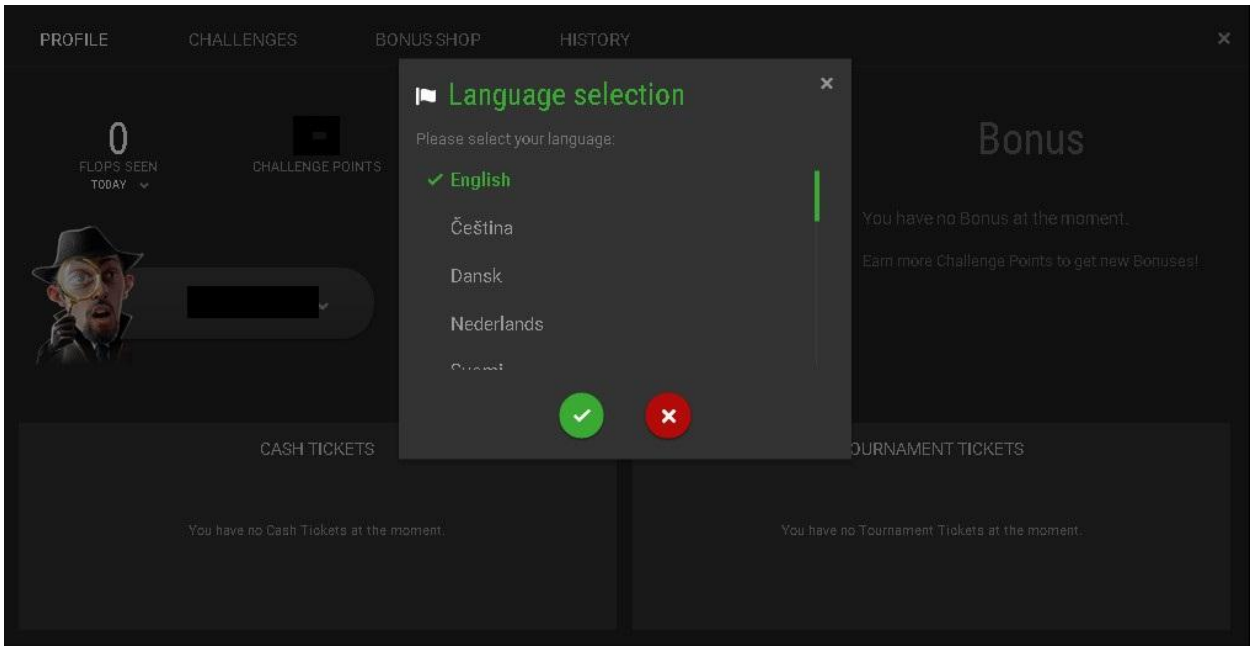 PROFILE CHALLENGES BONUS SHOP HISTORY
Language selection
Please select your language:
English
Čeština
Dansk
Nederlands
Suomi
0
FLOPS SEEN
TODAY
CHALLENGE POINTS
Bonus
You have no Bonus at the moment.
Earn more Challenge Points to get new Bonuses!
CASH TICKETS
You have no Cash Tickets at the moment.
OURNAMENT TICKETS
You have no Tournament Tickets at the moment.